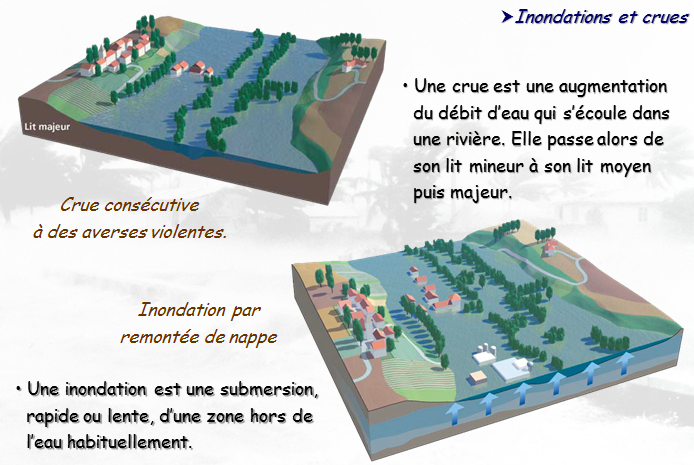 ➢Inondations et crues
• Une crue est une augmentation
du débit d'eau qui s'écoule dans
une rivière. Elle passe alors de
son lit mineur à son lit moyen
puis majeur.
Lit majeur
Crue consécutive
à des averses violentes.
Inondation par
remontée de nappe
• Une inondation est une submersion,
rapide ou lente, d'une zone hors de
l'eau habituellement.